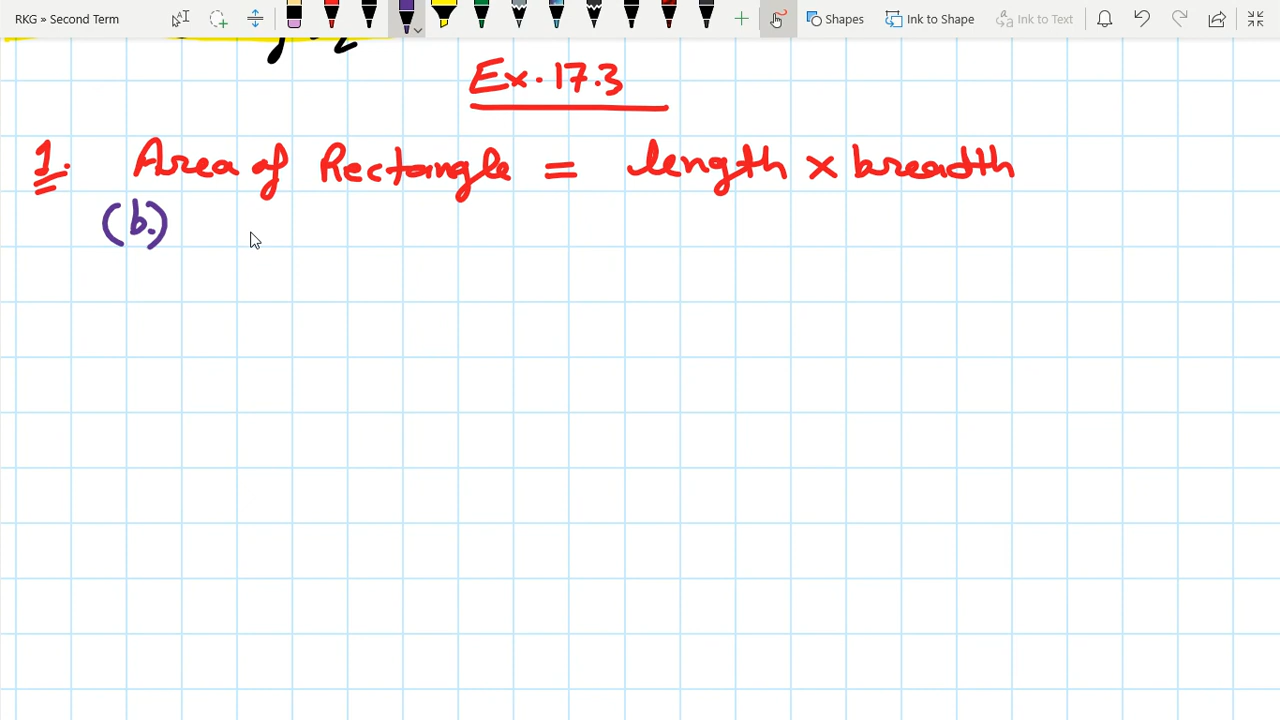 RKG » Second Term
Shapes
Ink to Shape
Ink to Text
Ex. 17.3
1. Area of Rectangle = length × breadth
(b.)